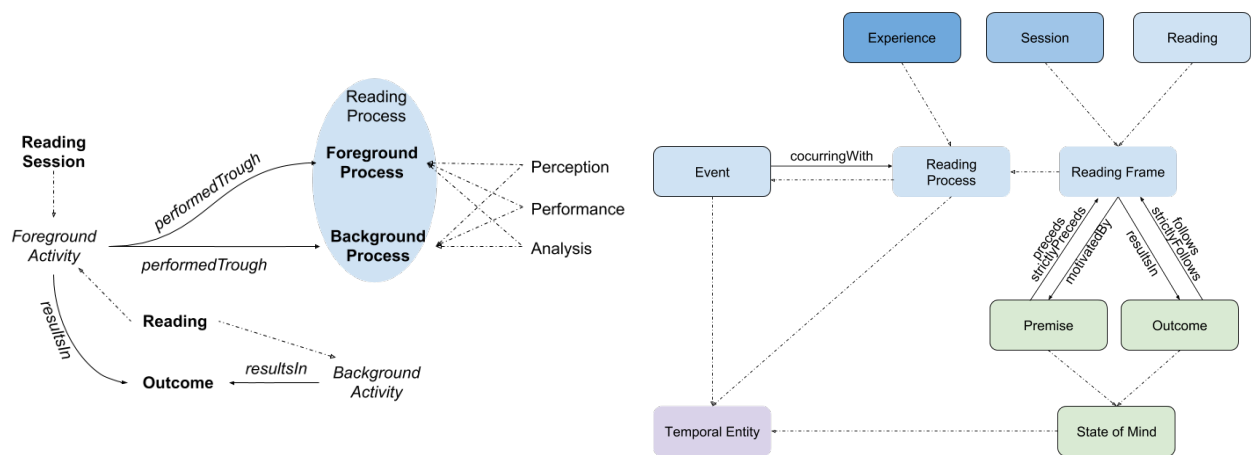 Reading
Process
Reading
Session
Foreground
Process
performedTrough
Perception
Performance
Foreground
Activity
Background
Process
Analysis
performedTrough
resultsIn
Reading
Outcome
resultsIn
Background
Activity
Experience
Session
Reading
Event
cocurringWith
Reading
Process
Reading Frame
preceds
strictlyPreceds
motivatedBy
resultsIn
follows
strictlyFollows
Premise
Outcome
Temporal Entity
State of Mind